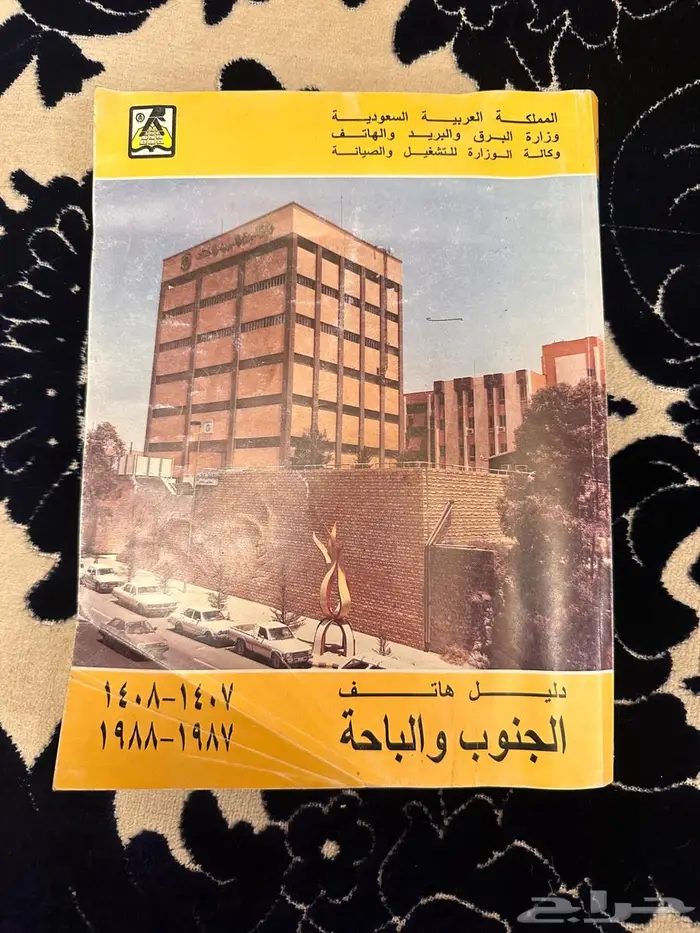 المملكة العربية السعودية
وزارة البرق والبريد والهاتف
وكالة الوزارة للتشغيل والصيانة
دليل هاتف
الجنوب والباحة
١٤٠٧-١٤٠٨
١٩٨٧-١٩٨٨
حراج